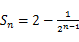 Sₙ = 2 − 1/2ⁿ⁻¹